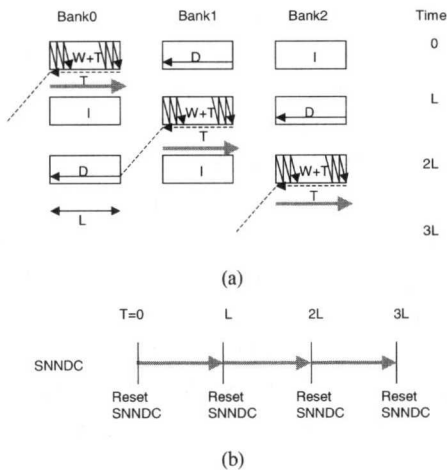 Bank0 Bank1 Bank2 Time
0
W+T D I
T
L
I W+T D
T
2L
D I W+T
L T
3L
(a)
T=0 L 2L 3L
SNNDC
Reset Reset Reset Reset
SNNDC SNNDC SNNDC SNNDC
(b)